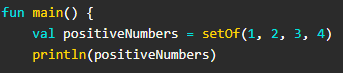 fun main() {
    val positiveNumbers = setOf(1, 2, 3, 4)
    println(positiveNumbers)